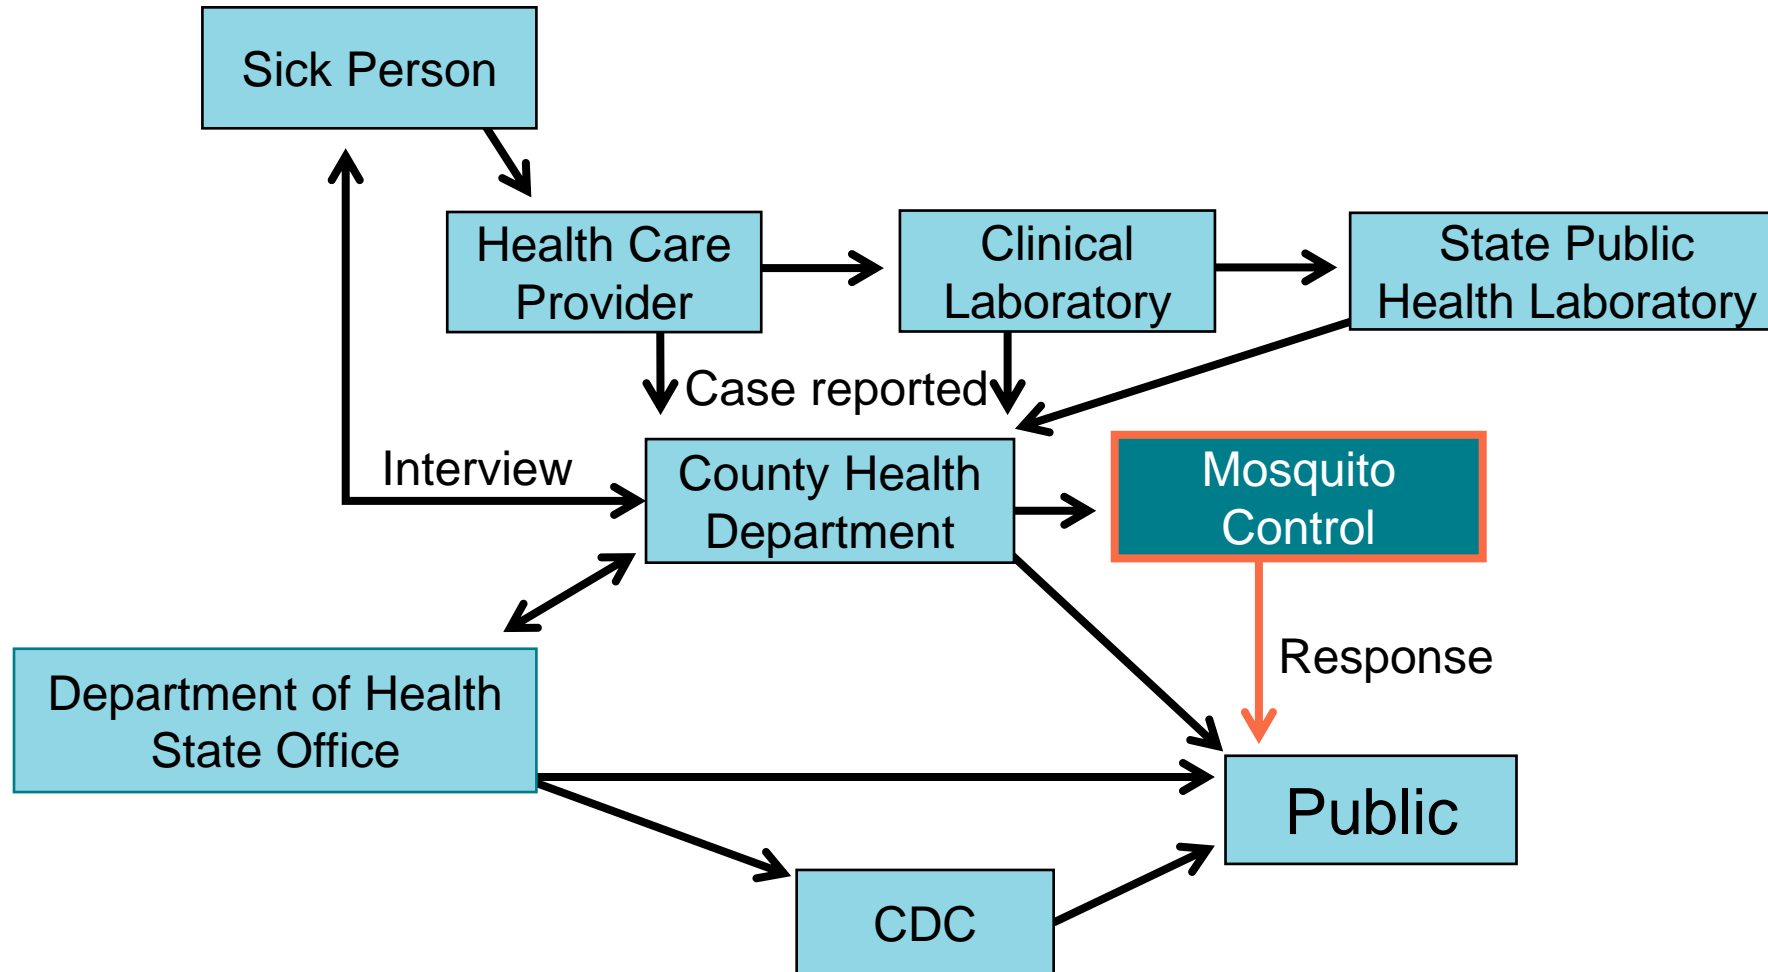 Sick Person
Health Care
Provider
Clinical
Laboratory
State Public
Health Laboratory
Case reported
Interview
County Health
Department
Mosquito
Control
Response
Department of Health
State Office
Public
CDC